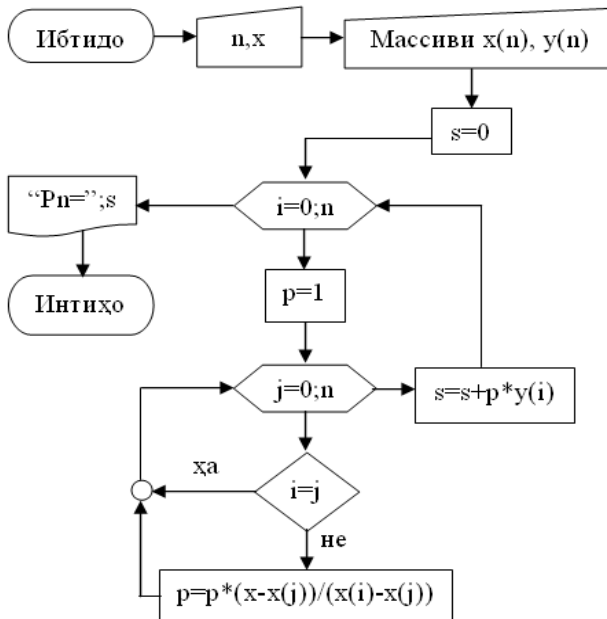 Ибтидо
n,x
Массиви x(n), y(n)
s=0
“Pn=”;s
i=0;n
Интиҳо
p=1
j=0;n
s=s+p*y(i)
ҳа
i=j
не
p=p*(x-x(j))/(x(i)-x(j))